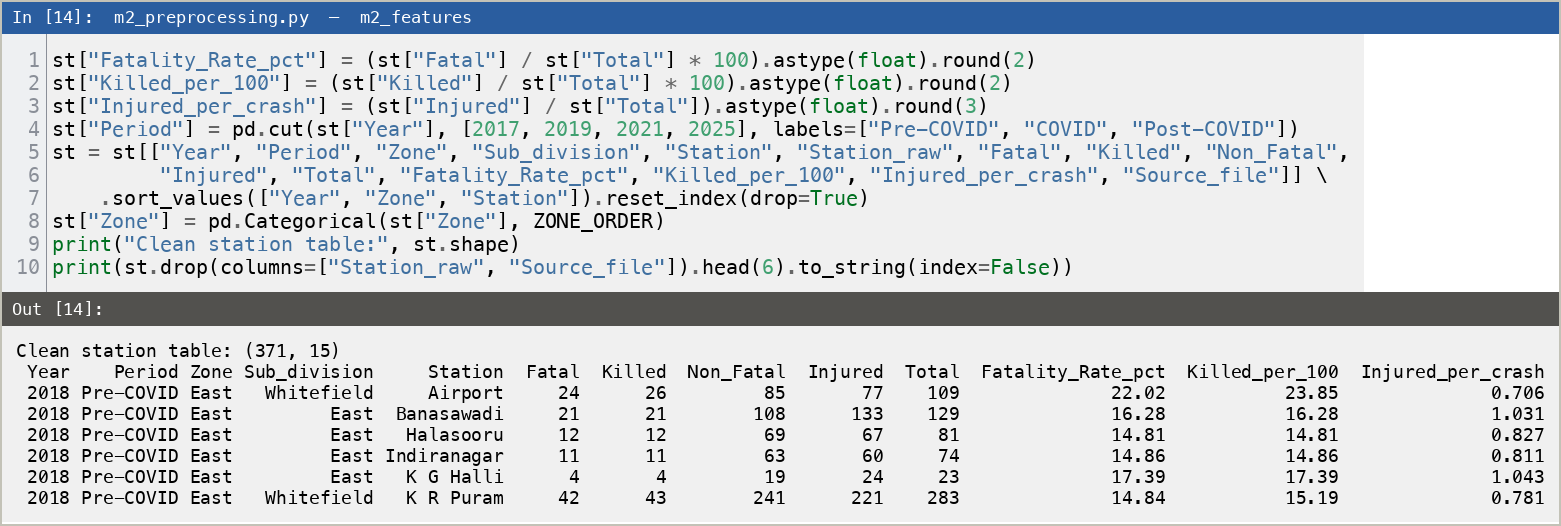 In [14]: m2_preprocessing.py — m2_features
1 st["Fatality_Rate_pct"] = (st["Fatal"] / st["Total"] * 100).astype(float).round(2)
2 st["Killed_per_100"] = (st["Killed"] / st["Total"] * 100).astype(float).round(2)
3 st["Injured_per_crash"] = (st["Injured"] / st["Total"]).astype(float).round(3)
4 st["Period"] = pd.cut(st["Year"], [2017, 2019, 2021, 2025], labels=["Pre-COVID", "COVID", "Post-COVID"])
5 st = st[["Year", "Period", "Zone", "Sub_division", "Station", "Station_raw", "Fatal", "Killed", "Non_Fatal",
6          "Injured", "Total", "Fatality_Rate_pct", "Killed_per_100", "Injured_per_crash", "Source_file"]] \
7     .sort_values(["Year", "Zone", "Station"]).reset_index(drop=True)
8 st["Zone"] = pd.Categorical(st["Zone"], ZONE_ORDER)
9 print("Clean station table:", st.shape)
10 print(st.drop(columns=["Station_raw", "Source_file"]).head(6).to_string(index=False))
Out [14]:
Clean station table: (371, 15)
Year Period Zone Sub_division Station Fatal Killed Non_Fatal Injured Total Fatality_Rate_pct Killed_per_100 Injured_per_crash
2018 Pre-COVID East Whitefield Airport 24 26 85 77 109 22.02 23.85 0.706
2018 Pre-COVID East East Banasawadi 21 21 108 133 129 16.28 16.28 1.031
2018 Pre-COVID East East Halasooru 12 12 69 67 81 14.81 14.81 0.827
2018 Pre-COVID East East Indiranagar 11 11 63 60 74 14.86 14.86 0.811
2018 Pre-COVID East East K G Halli 4 4 19 24 23 17.39 17.39 1.043
2018 Pre-COVID East Whitefield K R Puram 42 43 241 221 283 14.84 15.19 0.781